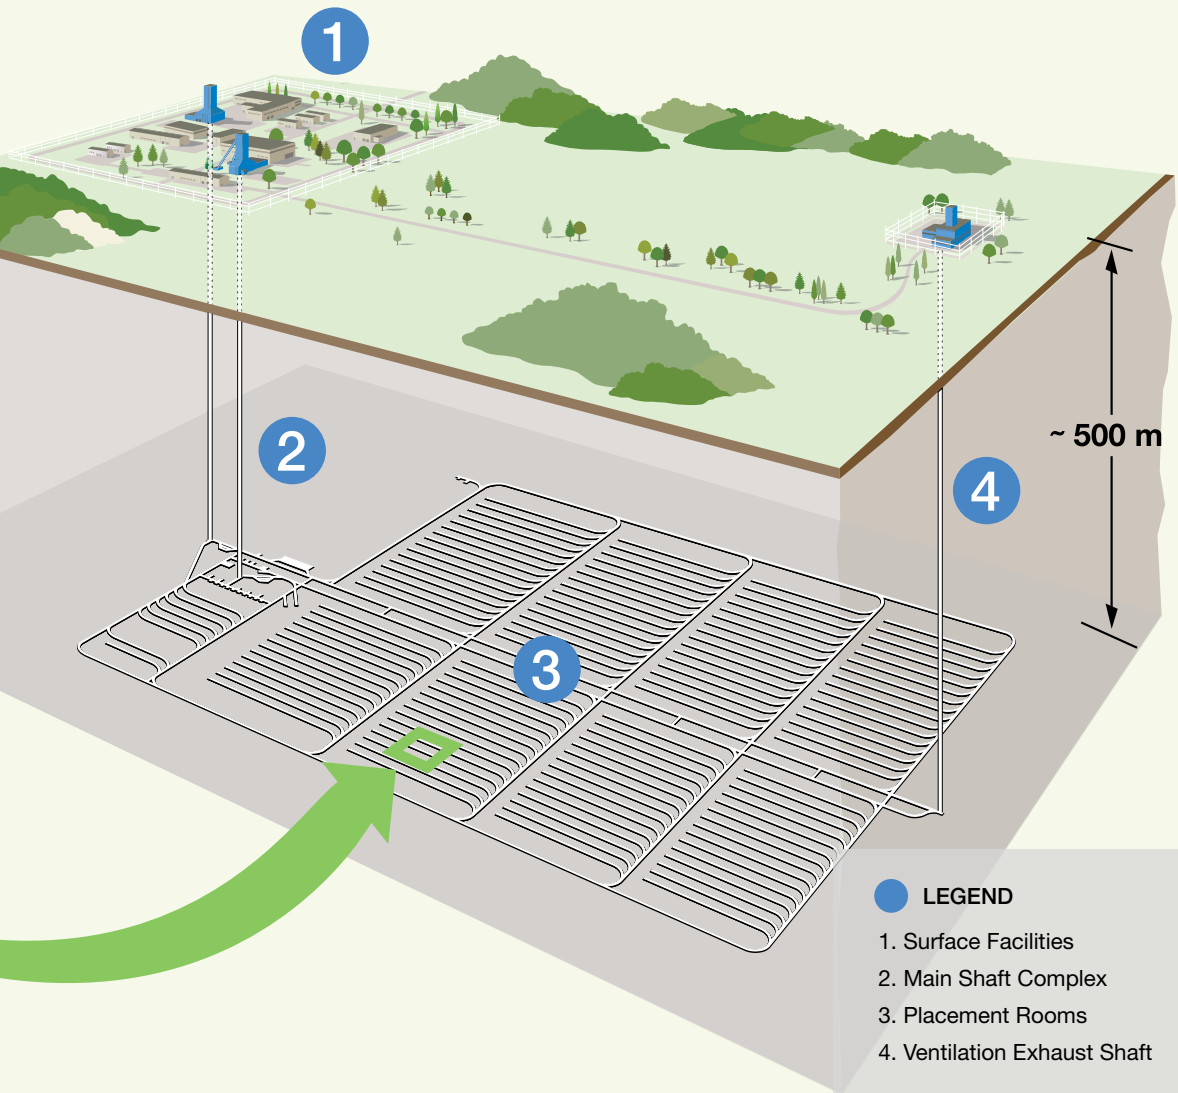 1
2
~ 500 m
4
3
LEGEND
1. Surface Facilities
2. Main Shaft Complex
3. Placement Rooms
4. Ventilation Exhaust Shaft